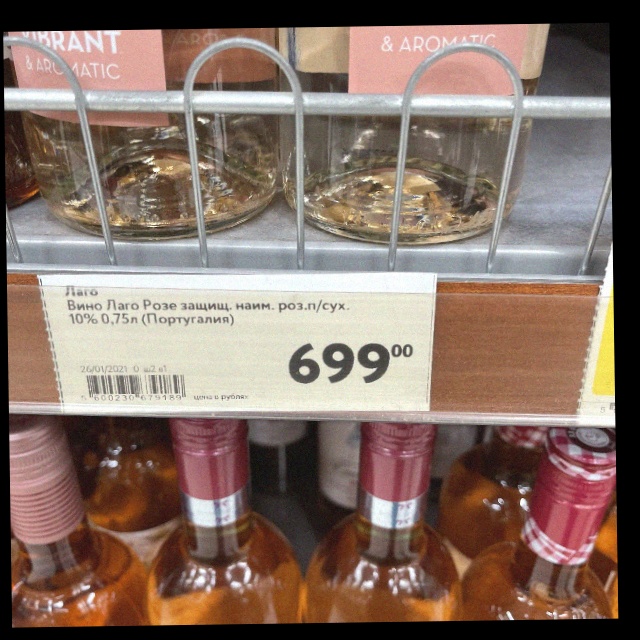 VIBRANT
& AROMATIC
& AROMATIC
Лаго
Вино Лаго Розе защищ. наим. роз.п/сух.
10% 0,75л (Португалия)
699⁰⁰
26/01/2021
5 600230 679189
цена в рублях